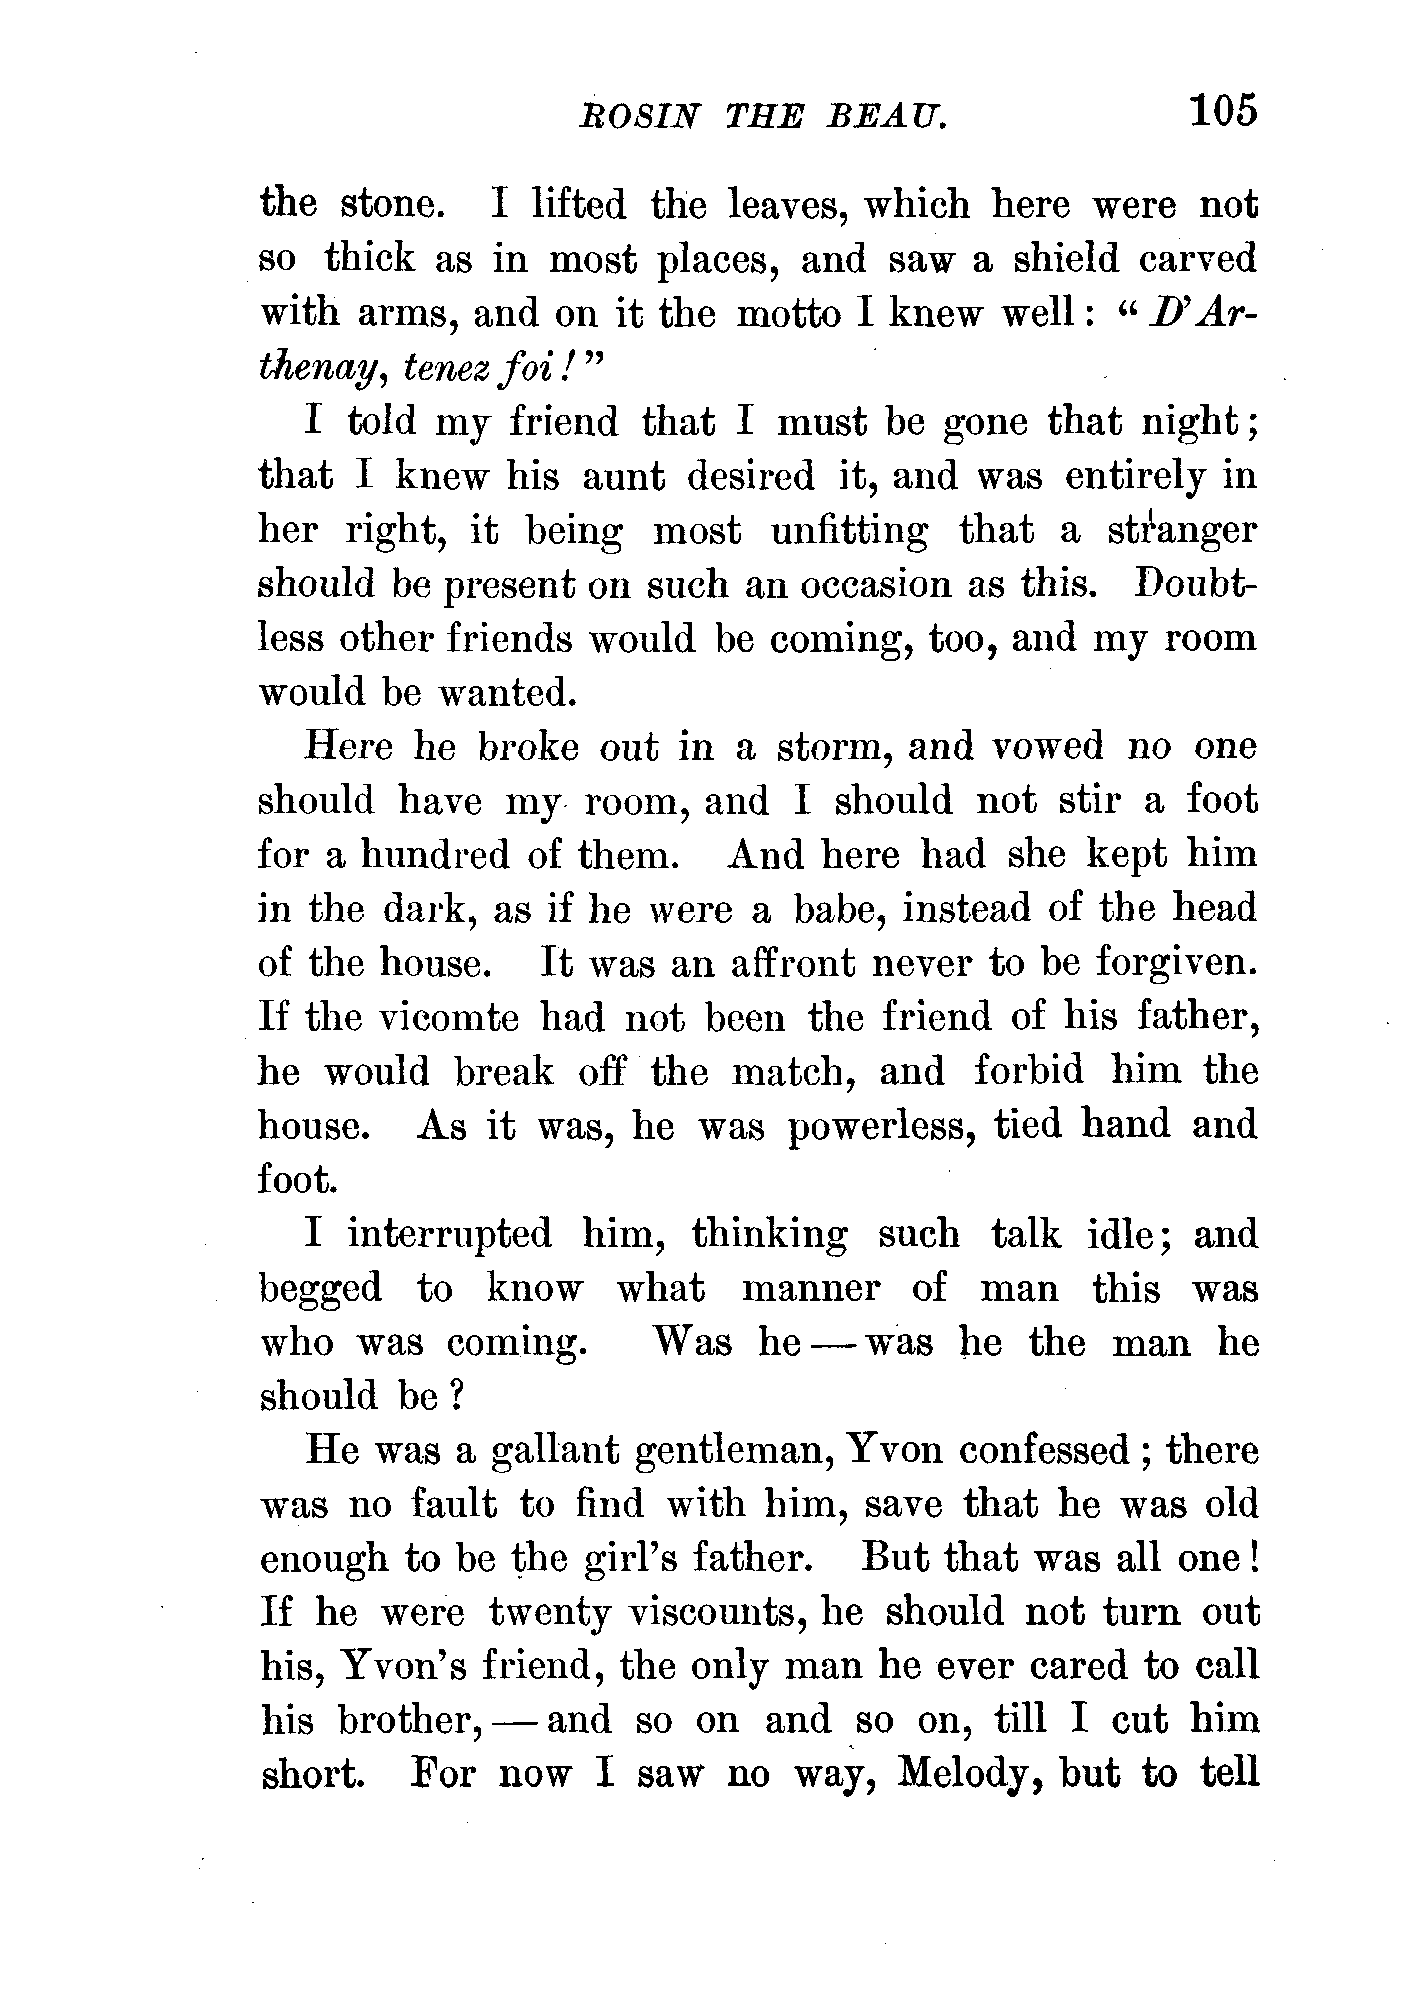 ROSIN THE BEAU. 105
the stone. I lifted the leaves, which here were not
so thick as in most places, and saw a shield carved
with arms, and on it the motto I knew well: "D'Ar-
thenay, tenez foi!"
I told my friend that I must be gone that night;
that I knew his aunt desired it, and was entirely in
her right, it being most unfitting that a stranger
should be present on such an occasion as this. Doubt-
less other friends would be coming, too, and my room
would be wanted.
Here he broke out in a storm, and vowed no one
should have my room, and I should not stir a foot
for a hundred of them. And here had she kept him
in the dark, as if he were a babe, instead of the head
of the house. It was an affront never to be forgiven.
If the vicomte had not been the friend of his father,
he would break off the match, and forbid him the
house. As it was, he was powerless, tied hand and
foot.
I interrupted him, thinking such talk idle; and
begged to know what manner of man this was
who was coming. Was he — was he the man he
should be?
He was a gallant gentleman, Yvon confessed; there
was no fault to find with him, save that he was old
enough to be the girl's father. But that was all one!
If he were twenty viscounts, he should not turn out
his, Yvon's friend, the only man he ever cared to call
his brother, — and so on and so on, till I cut him
short. For now I saw no way, Melody, but to tell